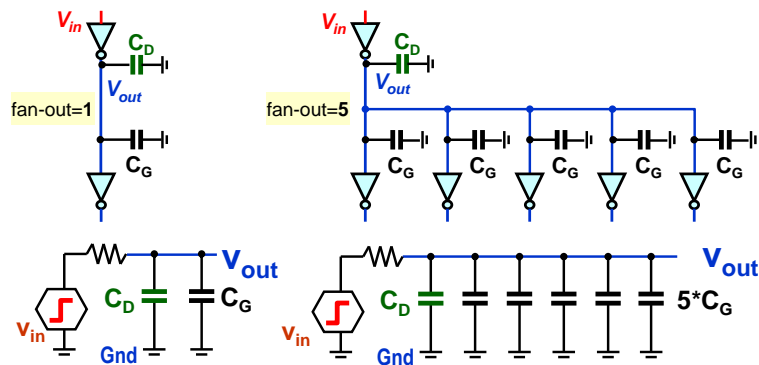 Vin
CD
Vout
fan-out=1
CG
Vin
CD
Vout
fan-out=5
CG CG CG CG CG
vout
CD
CG
vin
Gnd
vout
CD
5*CG
vin
Gnd